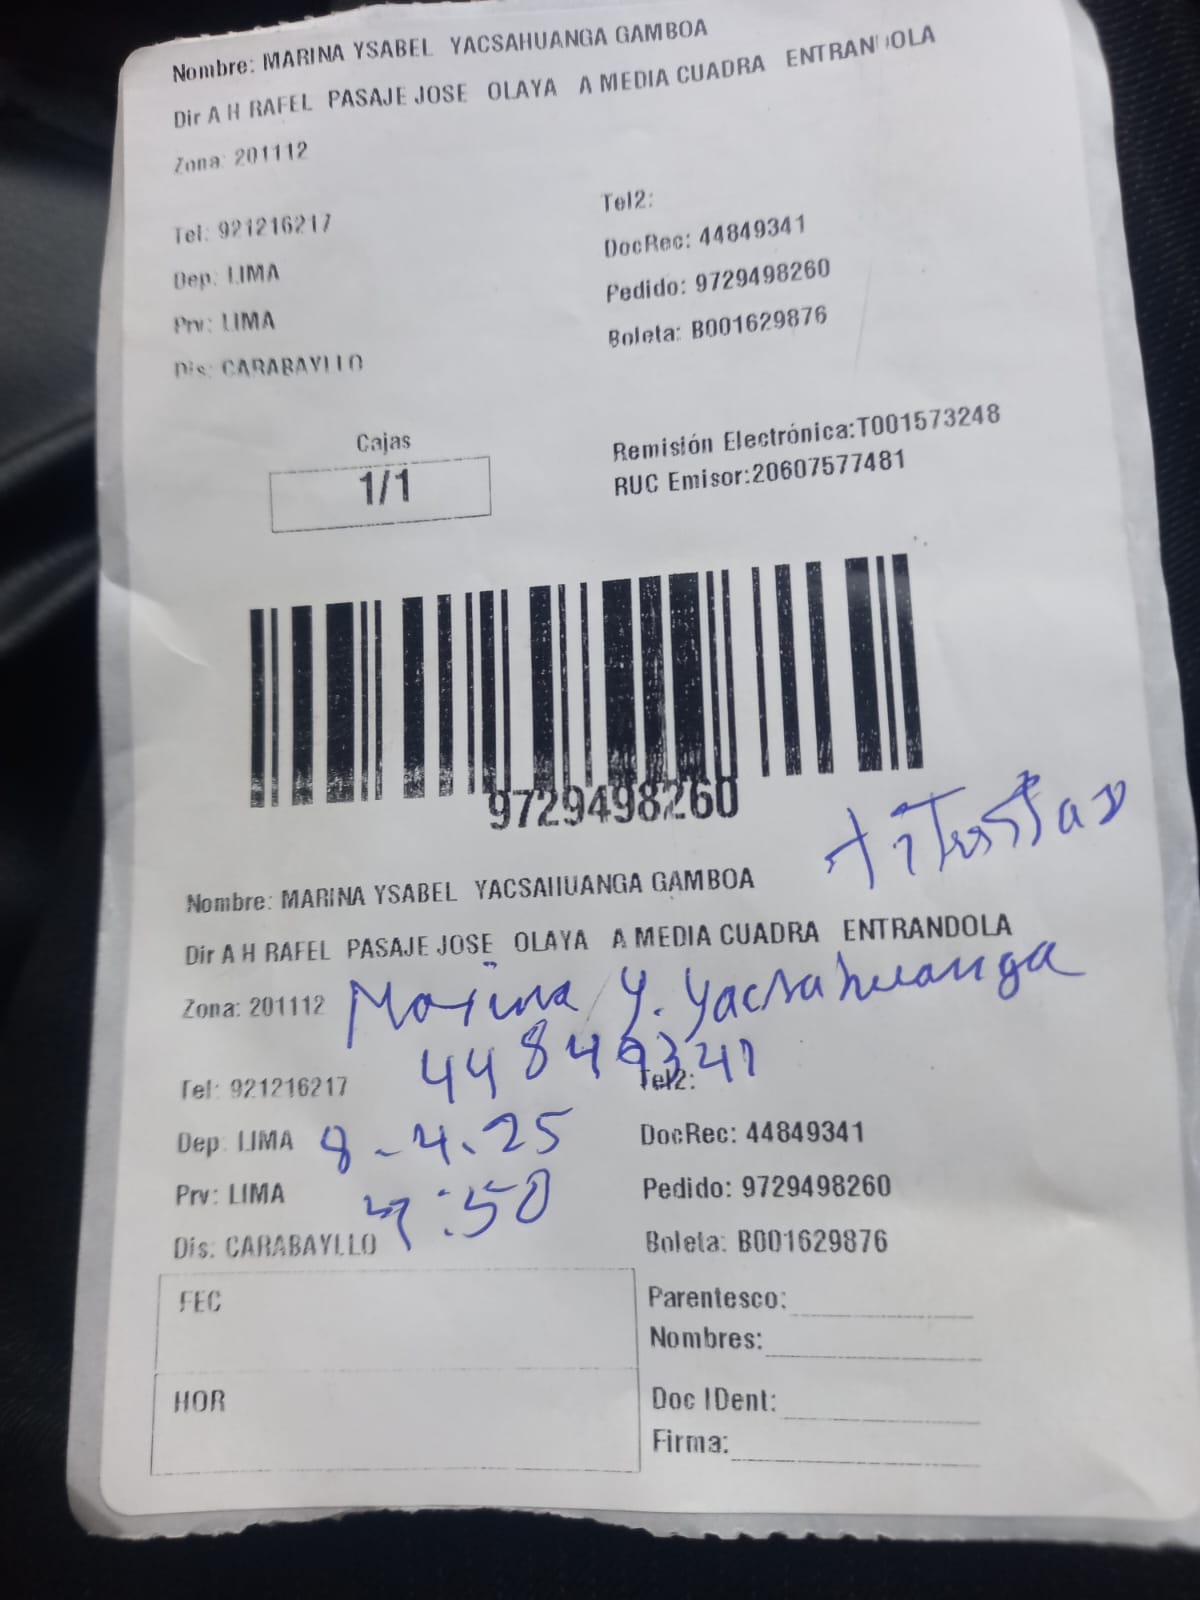 Nombre: MARINA YSABEL YACSAHUANGA GAMBOA
Dir A H RAFEL PASAJE JOSE OLAYA A MEDIA CUADRA ENTRANDOLA
Zona: 201112
Tel: 921216217
Tel2:
Dep: LIMA
DocRec: 44849341
Prv: LIMA
Pedido: 9729498260
Dis: CARABAYLLO
Boleta: B001629876
Cajas
1/1
Remisión Electrónica:T001573248
RUC Emisor:20607577481
9729498260
Nombre: MARINA YSABEL YACSAHUANGA GAMBOA
Dir A H RAFEL PASAJE JOSE OLAYA A MEDIA CUADRA ENTRANDOLA
Zona: 201112
Marina Y. Yacsahuanga
44849341
Tel: 921216217
Tel2:
Dep: LIMA
8-4-25
DocRec: 44849341
Prv: LIMA
4:50
Pedido: 9729498260
Dis: CARABAYLLO
Boleta: B001629876
FEC
Parentesco:
Nombres:
HOR
Doc IDent:
Firma: